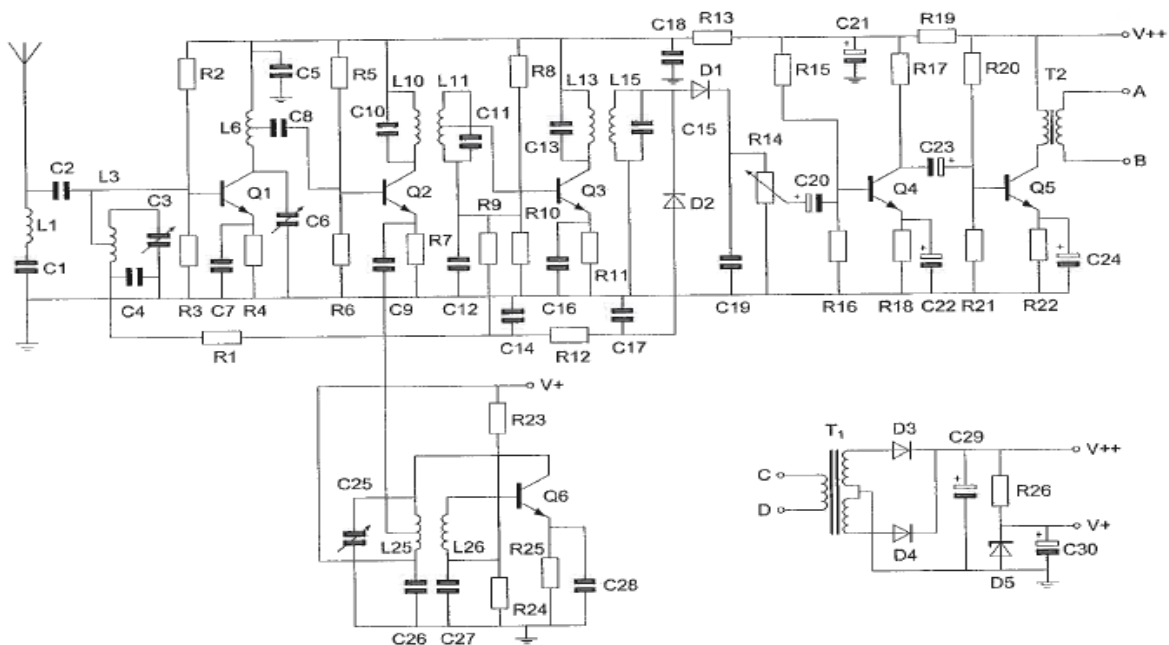 C18 R13 C21 R19 V++
R2 C5 R5 L10 L11 R8 L13 L15 D1 R15 R17 R20 T2
L6 C8 C10 C11 C13 C15 R14 C23 A
C2 L3 Q1 Q2 Q3 D2 C20 Q4 Q5 B
L1 C3 C6 R7 R9 R10 R11 C24
C1 C4 R3 C7 R4 R6 C9 C12 C16 C19 R16 R18 C22 R21 R22
R1 C14 R12 C17
V+
R23
C25 Q6
L25 L26 R25
C26 C27 R24 C28
T1 D3 C29 V++
C R26
D D4 V+
D5 C30